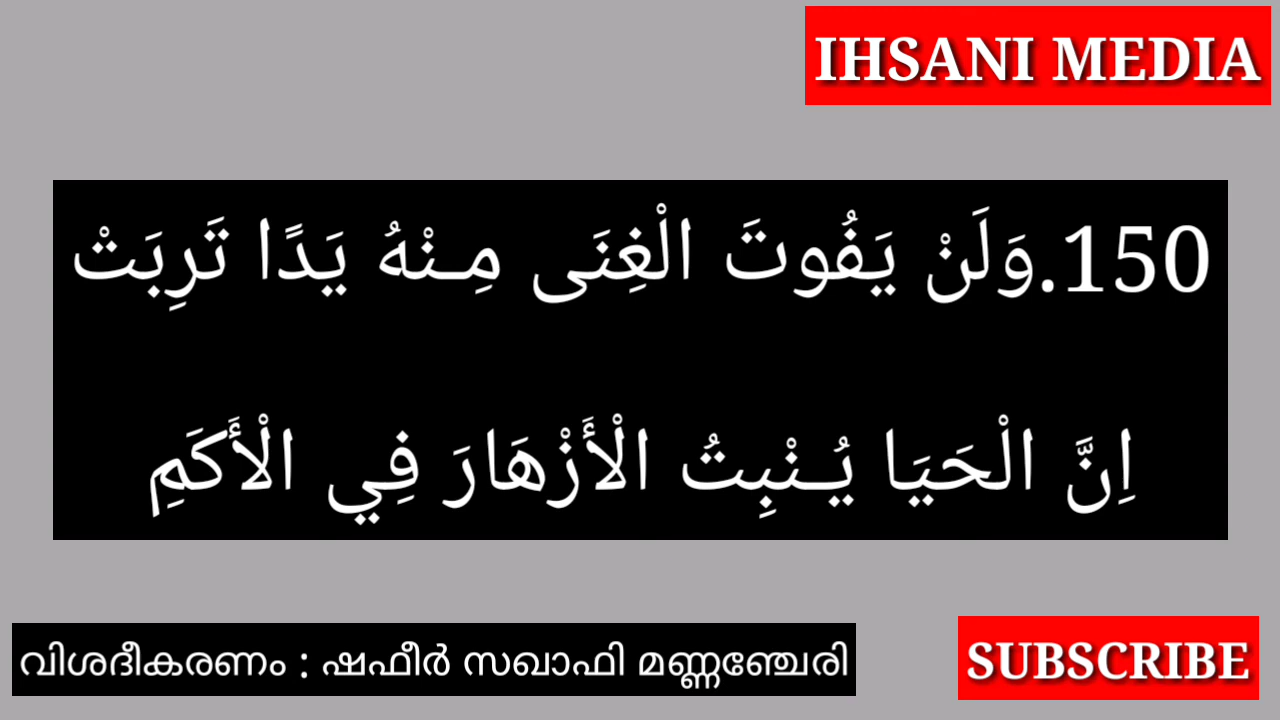 IHSANI MEDIA
150.وَلَنْ يَفُوتَ الْغِنَى مِـنْهُ يَدًا تَرِبَتْ
اِنَّ الْحَيَا يُـنْبِتُ الْأَزْهَارَ فِي الْأَكَمِ
വിശദീകരണം : ഷഫീർ സഖാഫി മണ്ണഞ്ചേരി
SUBSCRIBE